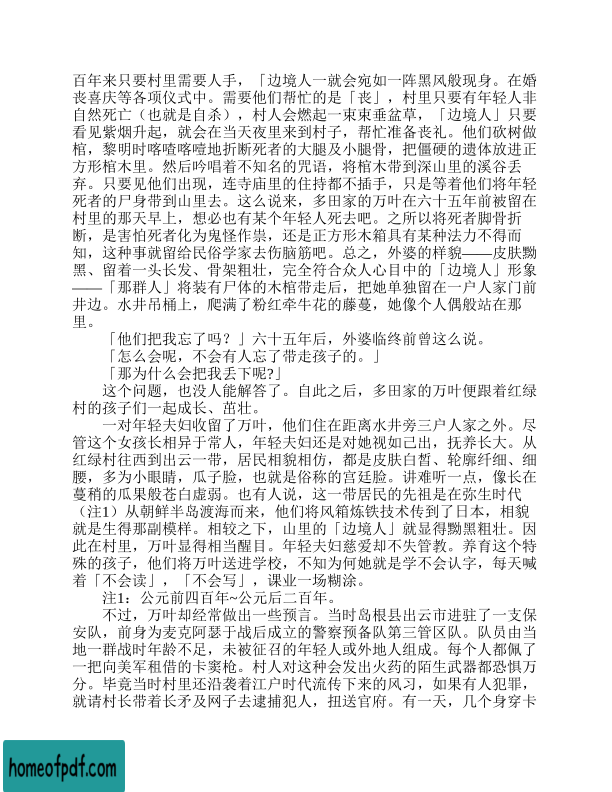 百年来只要村里需要人手，「边境人一就会宛如一阵黑风般现身。在婚
丧喜庆等各项仪式中。需要他们帮忙的是「丧」，村里只要有年轻人非
自然死亡（也就是自杀），村人会燃起一束束垂盆草，「边境人」只要
看见紫烟升起，就会在当天夜里来到村子，帮忙准备丧礼。他们砍树做
棺，黎明时喀喳喀噎地折断死者的大腿及小腿骨，把僵硬的遗体放进正
方形棺木里。然后吟唱着不知名的咒语，将棺木带到深山里的溪谷丢
弃。只要见他们出现，连寺庙里的住持都不插手，只是等着他们将年轻
死者的尸身带到山里去。这么说来，多田家的万叶在六十五年前被留在
村里的那天早上，想必也有某个年轻人死去吧。之所以将死者脚骨折
断，是害怕死者化为鬼怪作祟，还是正方形木箱具有某种法力不得而
知，这种事就留给民俗学家去伤脑筋吧。总之，外婆的样貌——皮肤黝
黑、留着一头长发、骨架粗壮，完全符合众人心目中的「边境人」形象
——「那群人」将装有尸体的木棺带走后，把她单独留在一户人家门前
井边。水井吊桶上，爬满了粉红牵牛花的藤蔓，她像个人偶般站在那
里。
「他们把我忘了吗？」六十五年后，外婆临终前曾这么说。
「怎么会呢，不会有人忘了带走孩子的。」
「那为什么会把我丢下呢?」
这个问题，也没人能解答了。自此之后，多田家的万叶便跟着红绿
村的孩子们一起成长、茁壮。
一对年轻夫妇收留了万叶，他们住在距离水井旁三户人家之外。尽
管这个女孩长相异于常人，年轻夫妇还是对她视如己出，抚养长大。从
红绿村往西到出云一带，居民相貌相仿，都是皮肤白皙、轮廓纤细、细
腰，多为小眼睛，瓜子脸，也就是俗称的宫廷脸。讲难听一点，像长在
蔓稍的瓜果般苍白虚弱。也有人说，这一带居民的先祖是在弥生时代
（注1）从朝鲜半岛渡海而来，他们将风箱炼铁技术传到了日本，相貌
就是生得那副模样。相较之下，山里的「边境人」就显得黝黑粗壮。因
此在村里，万叶显得相当醒目。年轻夫妇慈爱却不失管教。养育这个特
殊的孩子，他们将万叶送进学校，不知为何她就是学不会认字，每天喊
着「不会读」，「不会写」，课业一场糊涂。
注1：公元前四百年~公元后二百年。
不过，万叶却经常做出一些预言。当时岛根县出云市进驻了一支保
安队，前身为麦克阿瑟于战后成立的警察预备队第三管区队。队员由当
地一群战时年龄不足，未被征召的年轻人或外地人组成。每个人都佩了
一把向美军租借的卡窦枪。村人对这种会发出火药的陌生武器都恐惧万
分。毕竟当时村里还沿袭着江户时代流传下来的风习，如果有人犯罪，
就请村长带着长矛及网子去逮捕犯人，扭送官府。有一天，几个身穿卡
homeofpdf.com